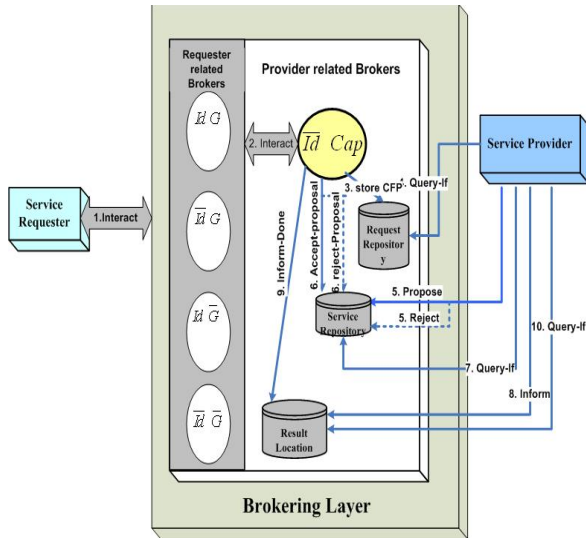 Requester
related
Brokers
Provider related Brokers
Id G
Id̅ G
Id G̅
Id̅ G̅
2. Interact
Id̅ Cap
Service Provider
3. store CFP
4. Query-If
Service
Requester
1.Interact
Request
Repositor
y
9. Inform-Done
6. Accept-proposal
6. reject-Proposal
5. Propose
5. Reject
Service
Repository
10. Query-If
7. Query-If
8. Inform
Result
Location
Brokering Layer